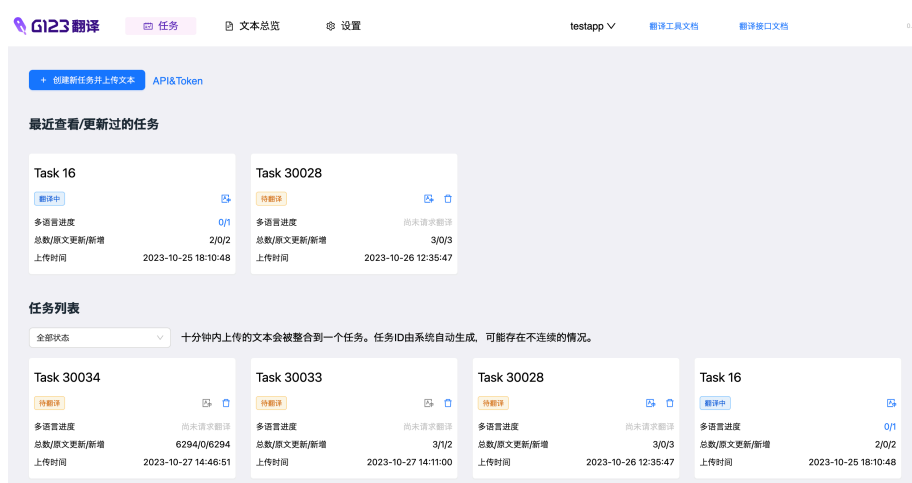 G123翻译 任务 文本总览 设置 testapp 翻译工具文档 翻译接口文档
+ 创建新任务并上传文本 API&Token
最近查看/更新过的任务
Task 16
翻译中
多语言进度 0/1
总数/原文更新/新增 2/0/2
上传时间 2023-10-25 18:10:48
Task 30028
待翻译
多语言进度 尚未请求翻译
总数/原文更新/新增 3/0/3
上传时间 2023-10-26 12:35:47
任务列表
全部状态 十分钟内上传的文本会被整合到一个任务。任务ID由系统自动生成，可能存在不连续的情况。
Task 30034
待翻译
多语言进度 尚未请求翻译
总数/原文更新/新增 6294/0/6294
上传时间 2023-10-27 14:46:51
Task 30033
待翻译
多语言进度 尚未请求翻译
总数/原文更新/新增 3/1/2
上传时间 2023-10-27 14:11:00
Task 30028
待翻译
多语言进度 尚未请求翻译
总数/原文更新/新增 3/0/3
上传时间 2023-10-26 12:35:47
Task 16
翻译中
多语言进度 0/1
总数/原文更新/新增 2/0/2
上传时间 2023-10-25 18:10:48